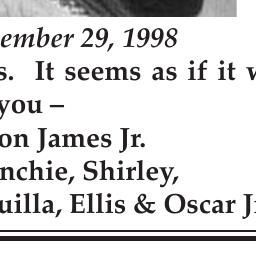 ember 29, 1998
s. It seems as if it w
you –
on James Jr.
nchie, Shirley,
uilla, Ellis & Oscar J